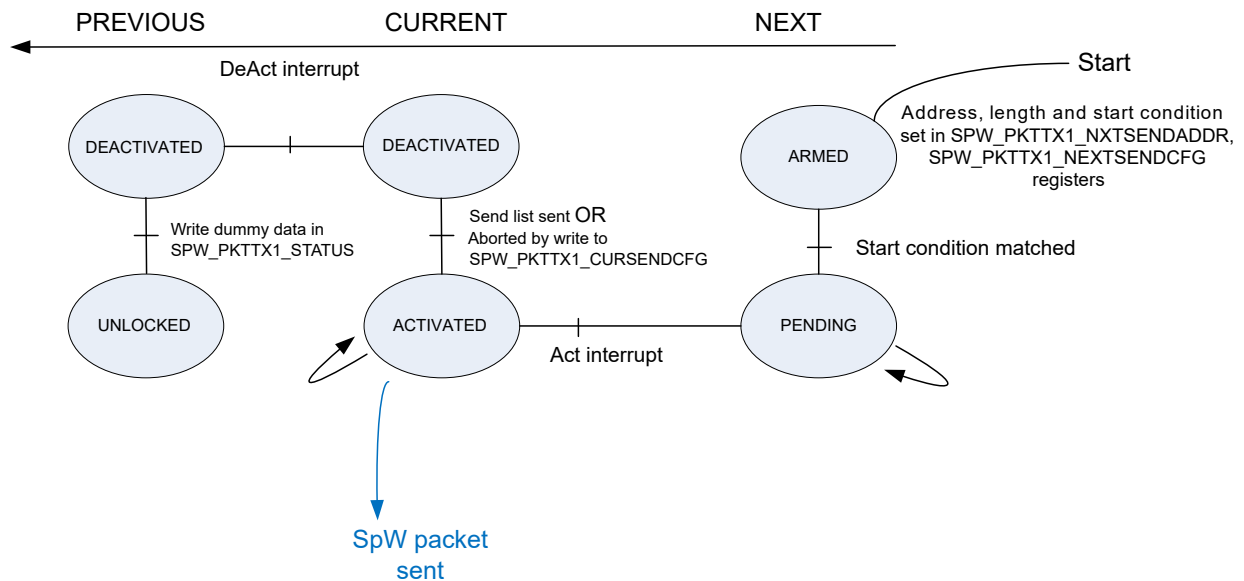 PREVIOUS
CURRENT
NEXT
DeAct interrupt
Start
Address, length and start condition
set in SPW_PKTTX1_NXTSENDADDR,
SPW_PKTTX1_NEXTSENDCFG
registers
DEACTIVATED
DEACTIVATED
ARMED
Write dummy data in
SPW_PKTTX1_STATUS
Send list sent OR
Aborted by write to
SPW_PKTTX1_CURSENDCFG
Start condition matched
UNLOCKED
ACTIVATED
PENDING
Act interrupt
SpW packet
sent